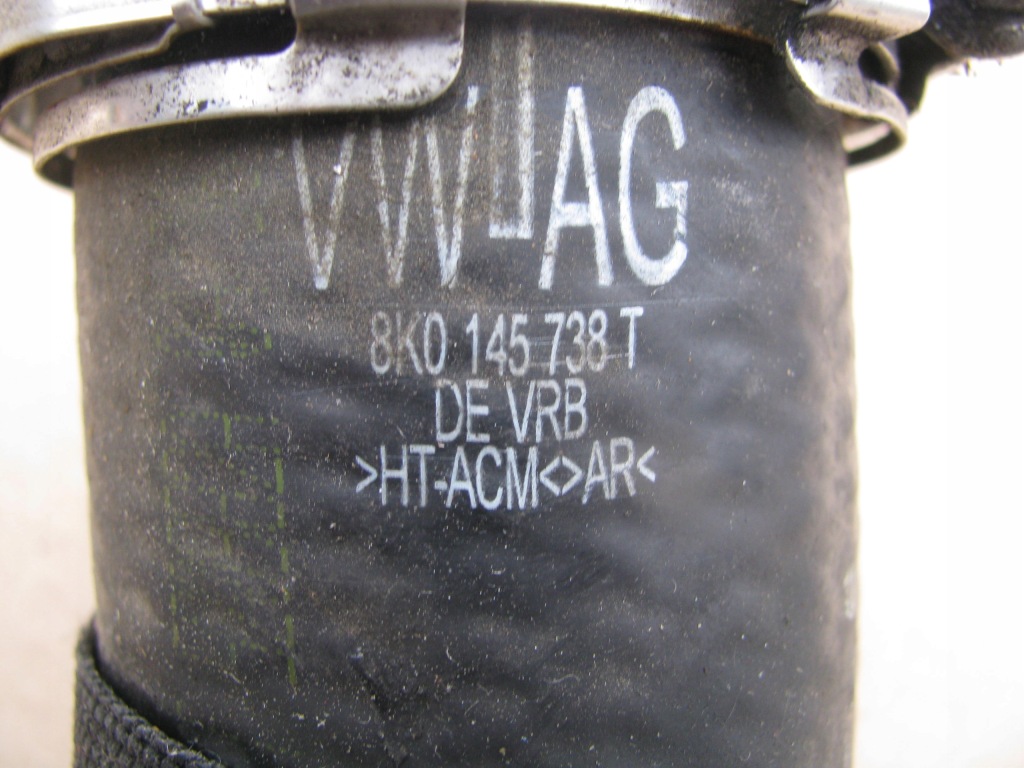 VW AG
8K0 145 738 T
DE VRB
>HT-ACM<>AR<